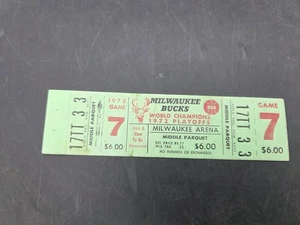 1972
GAME
7
$6.00
MIDDLE PARQUET
17TT 3 3
MILWAUKEE
BUCKS
WORLD CHAMPIONS
1972 PLAYOFFS
MILWAUKEE ARENA
MIDDLE PARQUET
$6.00
NO REFUNDS OR EXCHANGES
MIDDLE PARQUET
17TT 3 3
GAME
7
$6.00